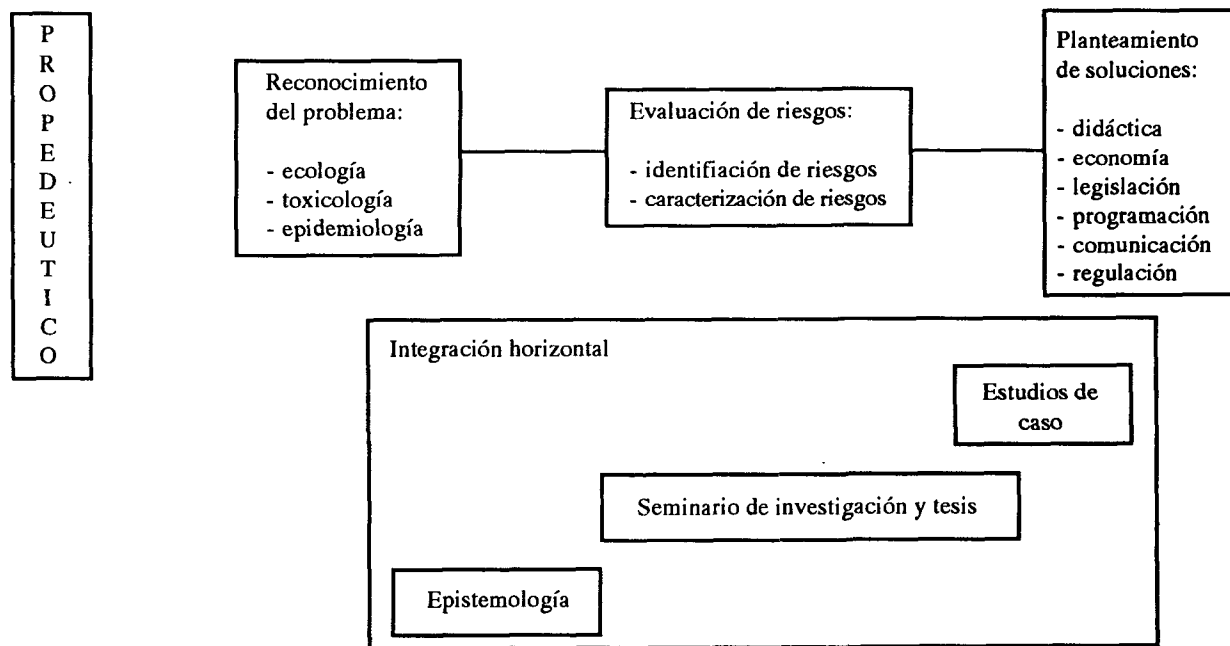 PROPEDEUTICO
Reconocimiento
del problema:
- ecología
- toxicología
- epidemiología
Evaluación de riesgos:
- identifiación de riesgos
- caracterización de riesgos
Planteamiento
de soluciones:
- didáctica
- economía
- legislación
- programación
- comunicación
- regulación
Integración horizontal
Estudios de
caso
Seminario de investigación y tesis
Epistemología